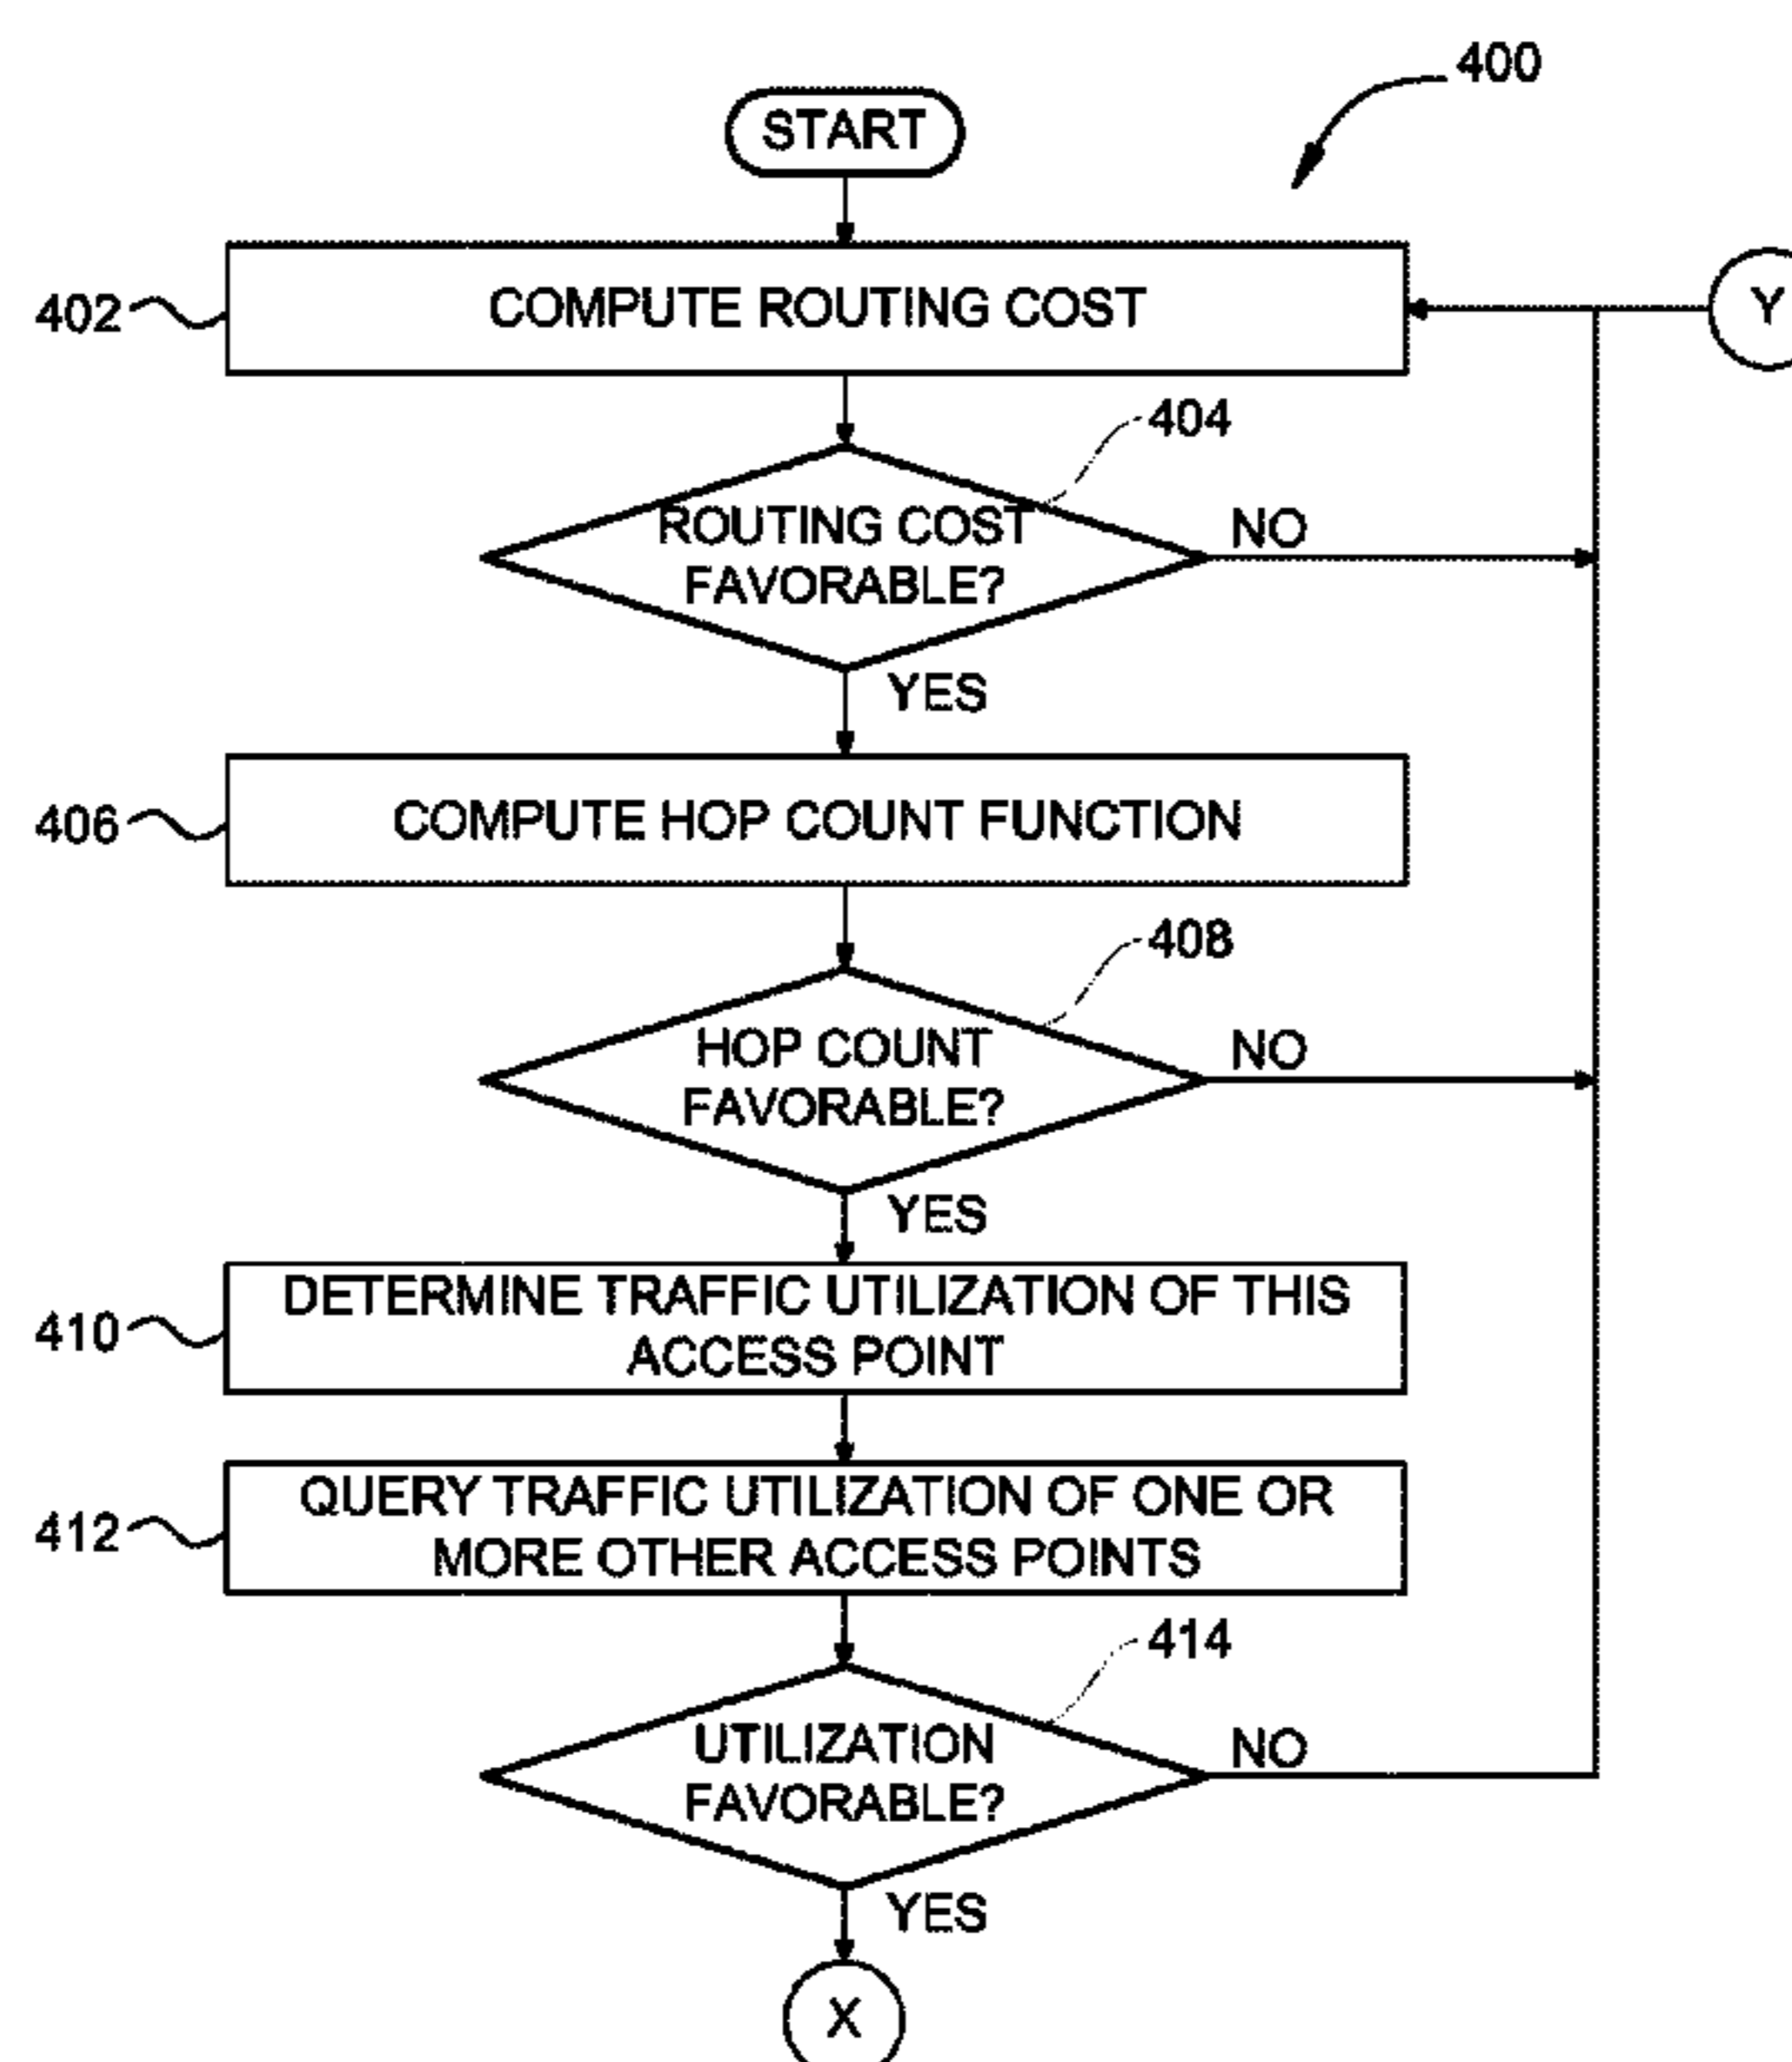 400
START
402
COMPUTE ROUTING COST
Y
404
ROUTING COST
FAVORABLE?
NO
YES
406
COMPUTE HOP COUNT FUNCTION
408
HOP COUNT
FAVORABLE?
NO
YES
410
DETERMINE TRAFFIC UTILIZATION OF THIS
ACCESS POINT
412
QUERY TRAFFIC UTILIZATION OF ONE OR
MORE OTHER ACCESS POINTS
414
UTILIZATION
FAVORABLE?
NO
YES
X